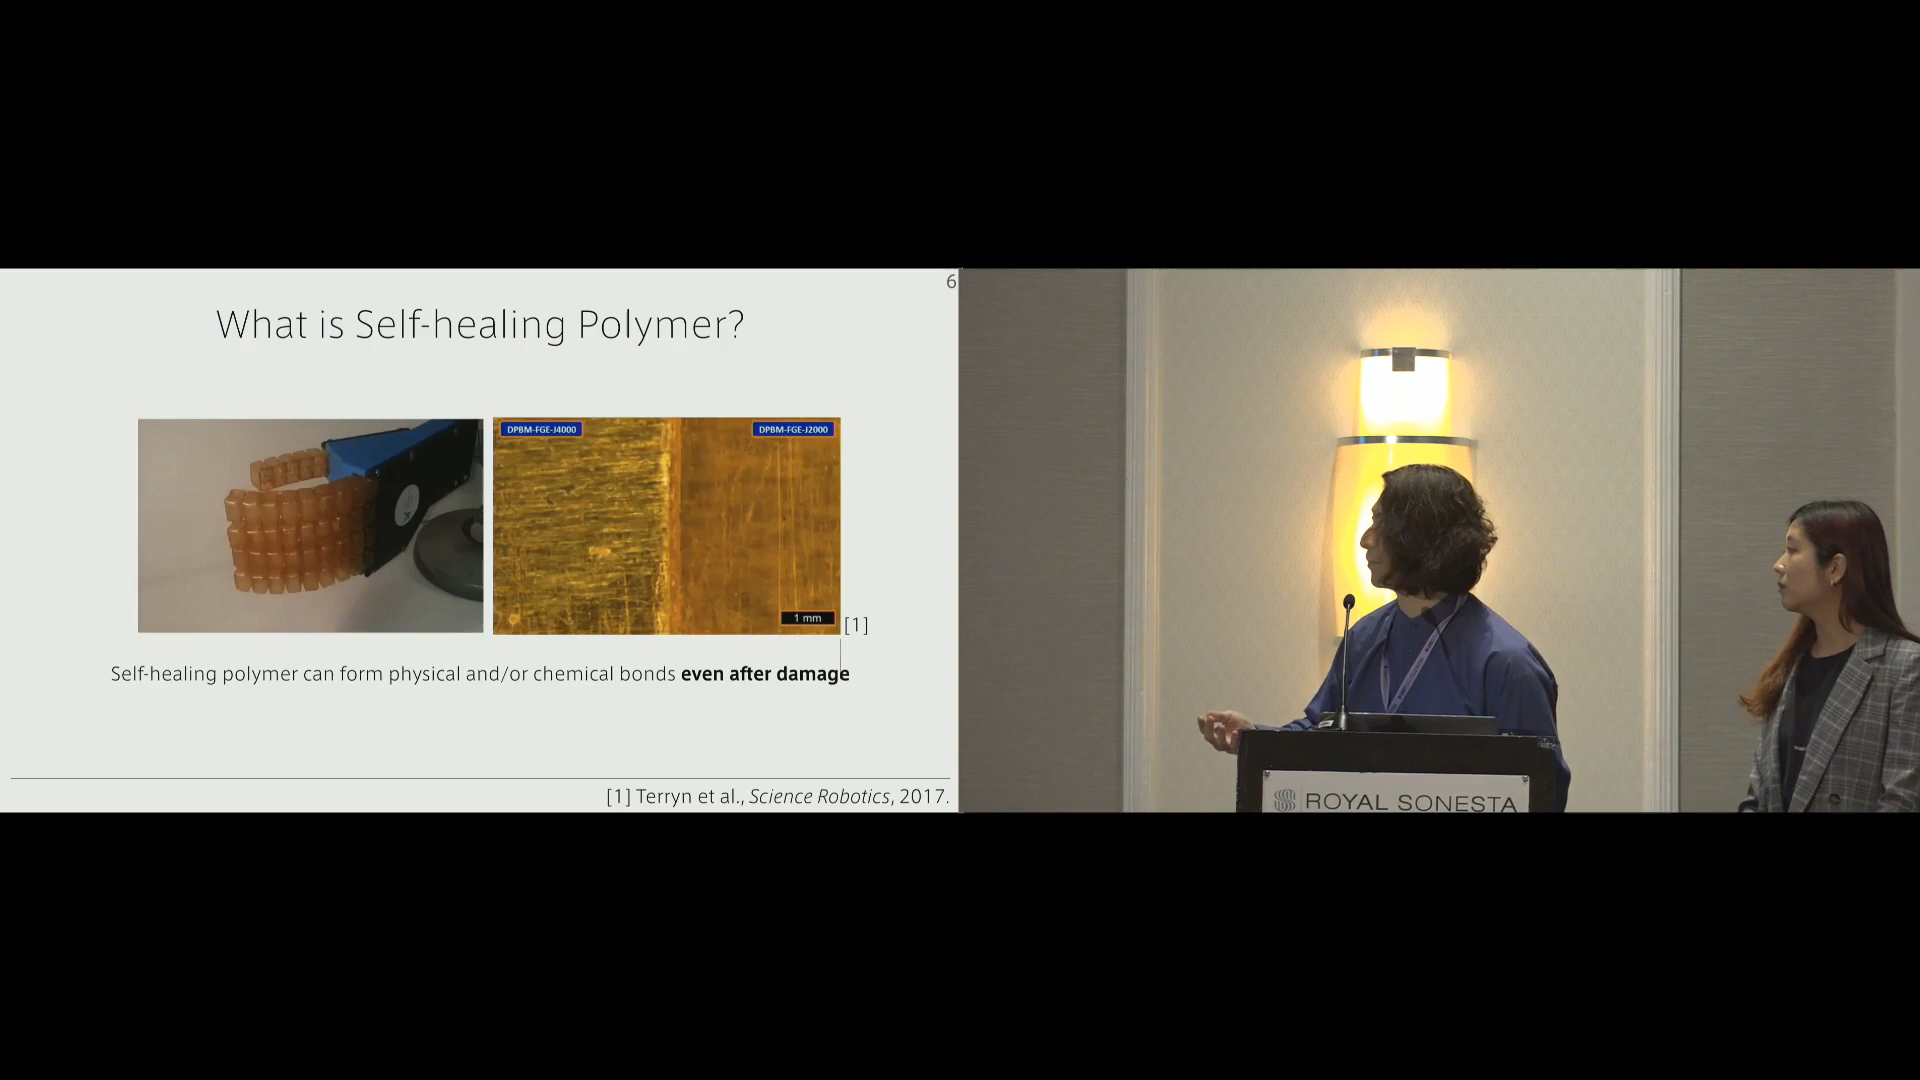 6
What is Self-healing Polymer?
DPBM-FGE-J4000
DPBM-FGE-J2000
1 mm
[1]
Self-healing polymer can form physical and/or chemical bonds even after damage
[1] Terryn et al., Science Robotics, 2017.
ROYAL SONESTA